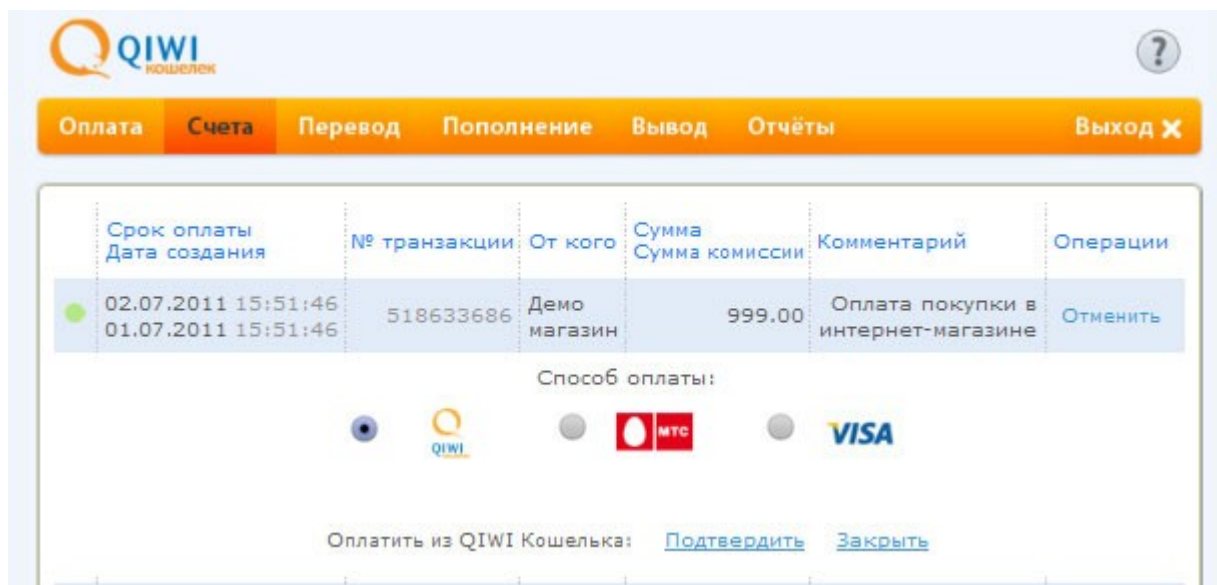 QIWI
кошелек
?
Оплата Счета Перевод Пополнение Вывод Отчёты Выход X
Срок оплаты
Дата создания
№ транзакции
От кого
Сумма
Сумма комиссии
Комментарий
Операции
02.07.2011 15:51:46
01.07.2011 15:51:46
518633686
Демо
магазин
999.00
Оплата покупки в
интернет-магазине
Отменить
Способ оплаты:
QIWI
МТС
VISA
Оплатить из QIWI Кошелька: Подтвердить Закрыть